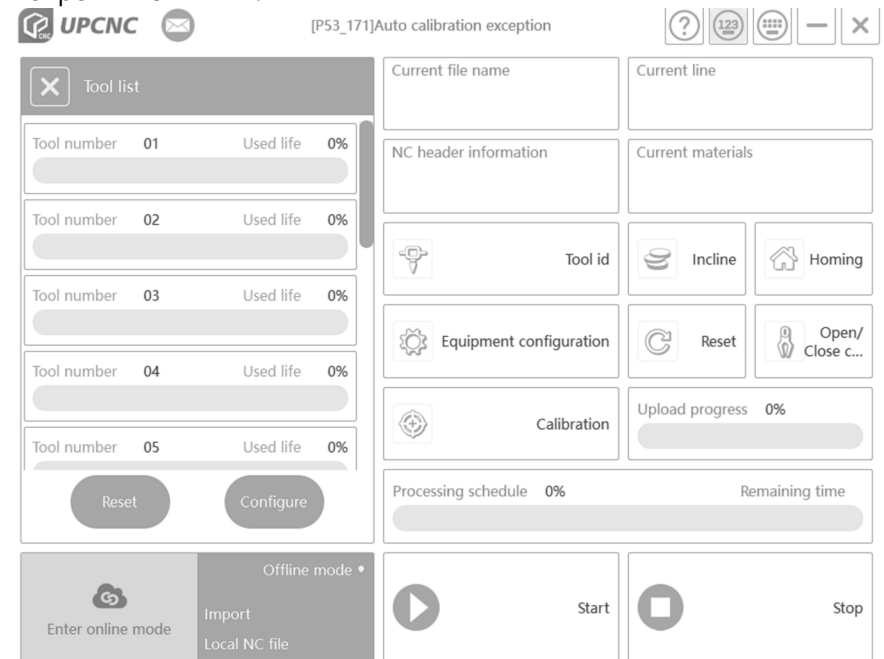 UPCNC
[P53_171]Auto calibration exception
123
Tool list
Tool number 01 Used life 0%
Tool number 02 Used life 0%
Tool number 03 Used life 0%
Tool number 04 Used life 0%
Tool number 05 Used life 0%
Reset
Configure
Enter online mode
Offline mode
Import
Local NC file
Current file name
Current line
NC header information
Current materials
Tool id
Incline
Homing
Equipment configuration
Reset
Open/
Close c...
Calibration
Upload progress 0%
Processing schedule 0%
Remaining time
Start
Stop